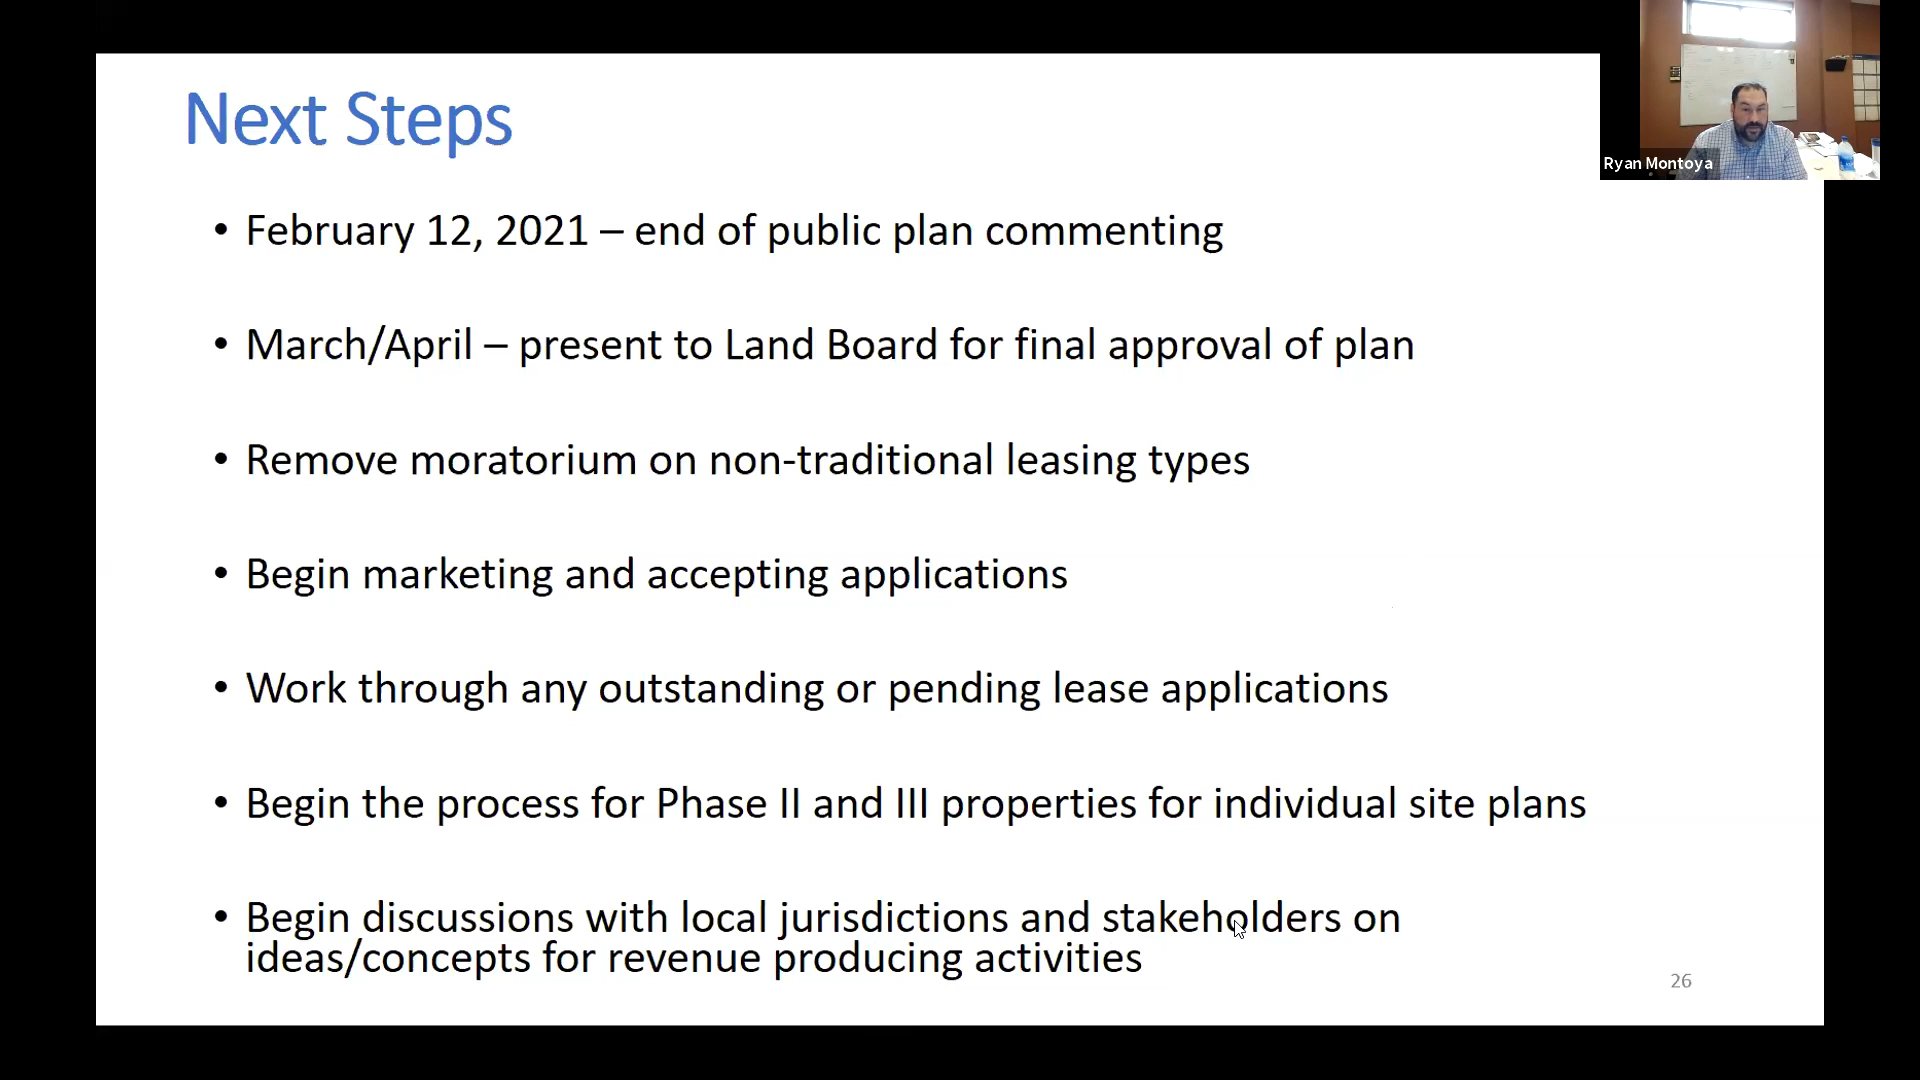 Next Steps
Ryan Montoya
• February 12, 2021 – end of public plan commenting
• March/April – present to Land Board for final approval of plan
• Remove moratorium on non-traditional leasing types
• Begin marketing and accepting applications
• Work through any outstanding or pending lease applications
• Begin the process for Phase II and III properties for individual site plans
• Begin discussions with local jurisdictions and stakeholders on
ideas/concepts for revenue producing activities
26